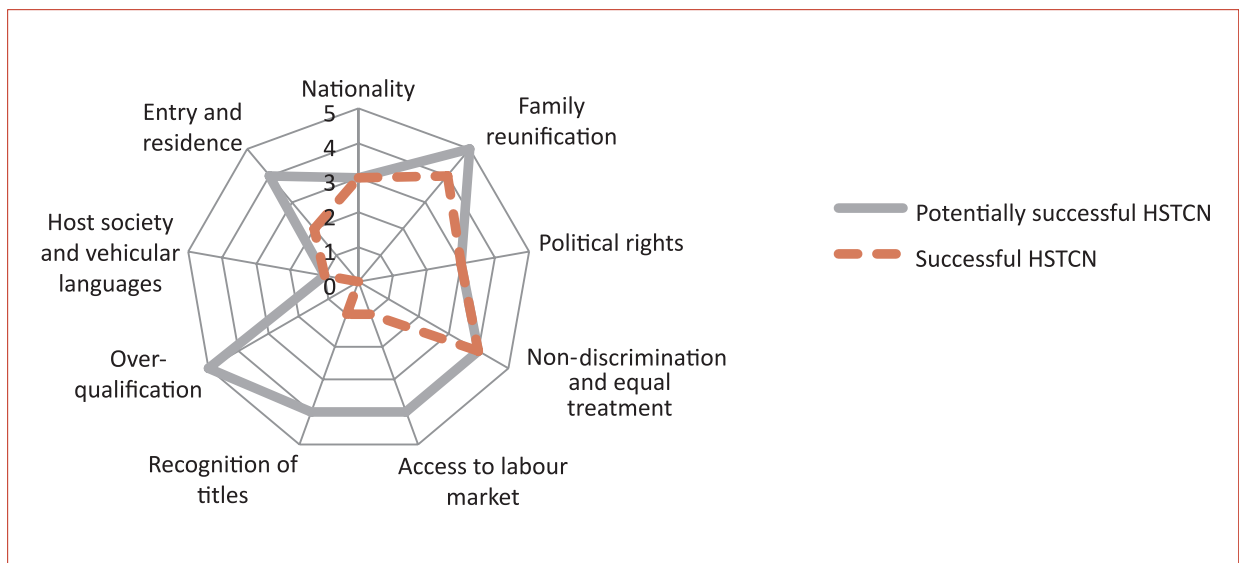 Nationality
Family
reunification
Political rights
Non-discrimination
and equal
treatment
Access to labour
market
Recognition of
titles
Over-
qualification
Host society
and vehicular
languages
Entry and
residence
5
4
3
2
1
0
Potentially successful HSTCN
Successful HSTCN